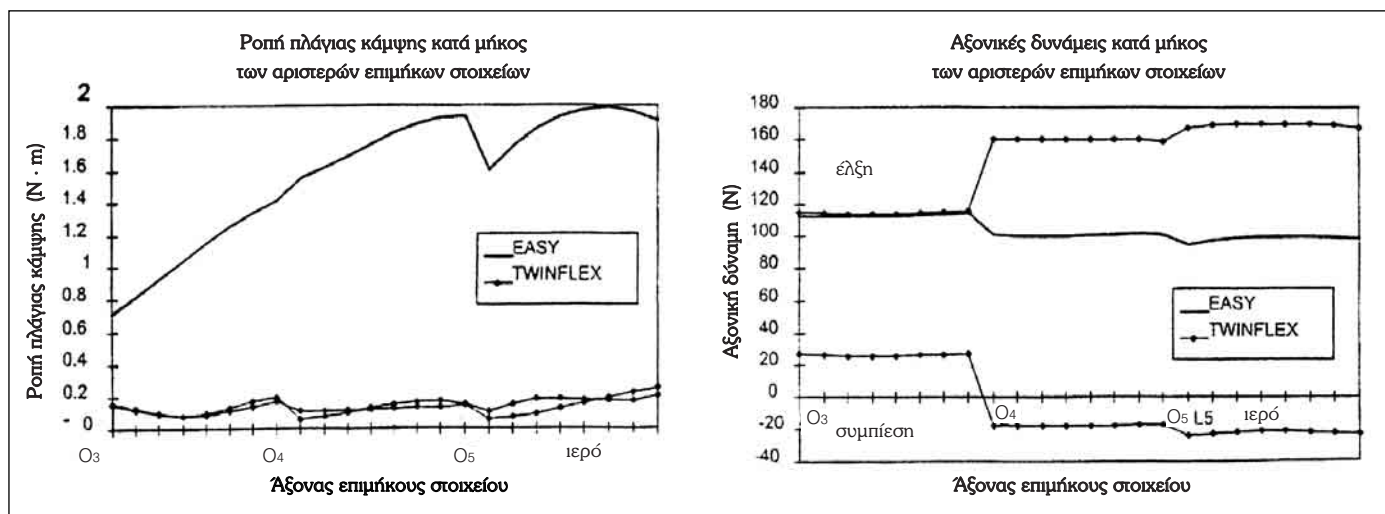 Ροπή πλάγιας κάμψης κατά μήκος
των αριστερών επιμήκων στοιχείων
2
1.8
1.6
1.4
1.2
1
0.8
0.6
0.4
0.2
-
0
Ροπή πλάγιας κάμψης (N · m)
EASY
TWINFLEX
O3
O4
O5
ιερό
Άξονας επιμήκους στοιχείου
Αξονικές δυνάμεις κατά μήκος
των αριστερών επιμήκων στοιχείων
180
160
140
120
100
80
60
40
20
0
-20
-40
Αξονική δύναμη (N)
έλξη
EASY
TWINFLEX
O3
O4
O5 L5
ιερό
συμπίεση
Άξονας επιμήκους στοιχείου